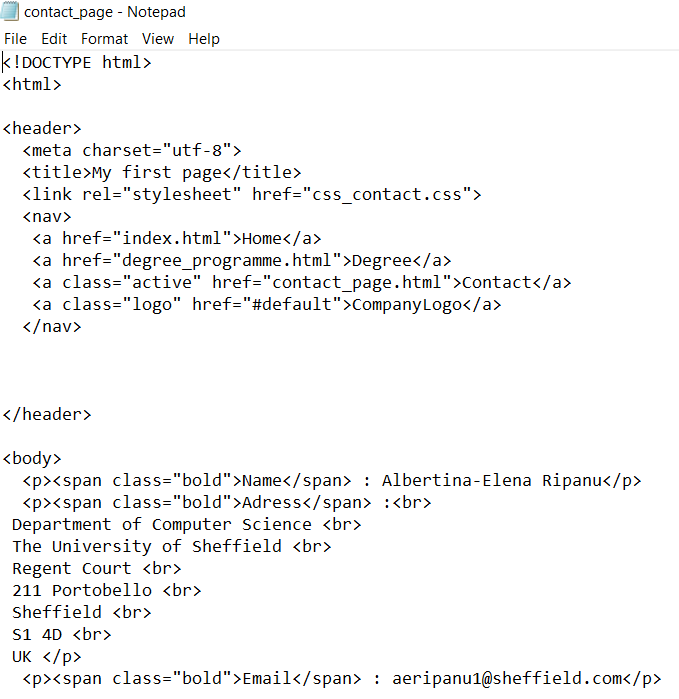 contact_page - Notepad
File Edit Format View Help
<!DOCTYPE html>
<html>
<header>
<meta charset="utf-8">
<title>My first page</title>
<link rel="stylesheet" href="css_contact.css">
<nav>
<a href="index.html">Home</a>
<a href="degree_programme.html">Degree</a>
<a class="active" href="contact_page.html">Contact</a>
<a class="logo" href="#default">CompanyLogo</a>
</nav>
</header>
<body>
<p><span class="bold">Name</span> : Albertina-Elena Ripanu</p>
<p><span class="bold">Adress</span> :<br>
Department of Computer Science <br>
The University of Sheffield <br>
Regent Court <br>
211 Portobello <br>
Sheffield <br>
S1 4D <br>
UK </p>
<p><span class="bold">Email</span> : aeripanu1@sheffield.com</p>